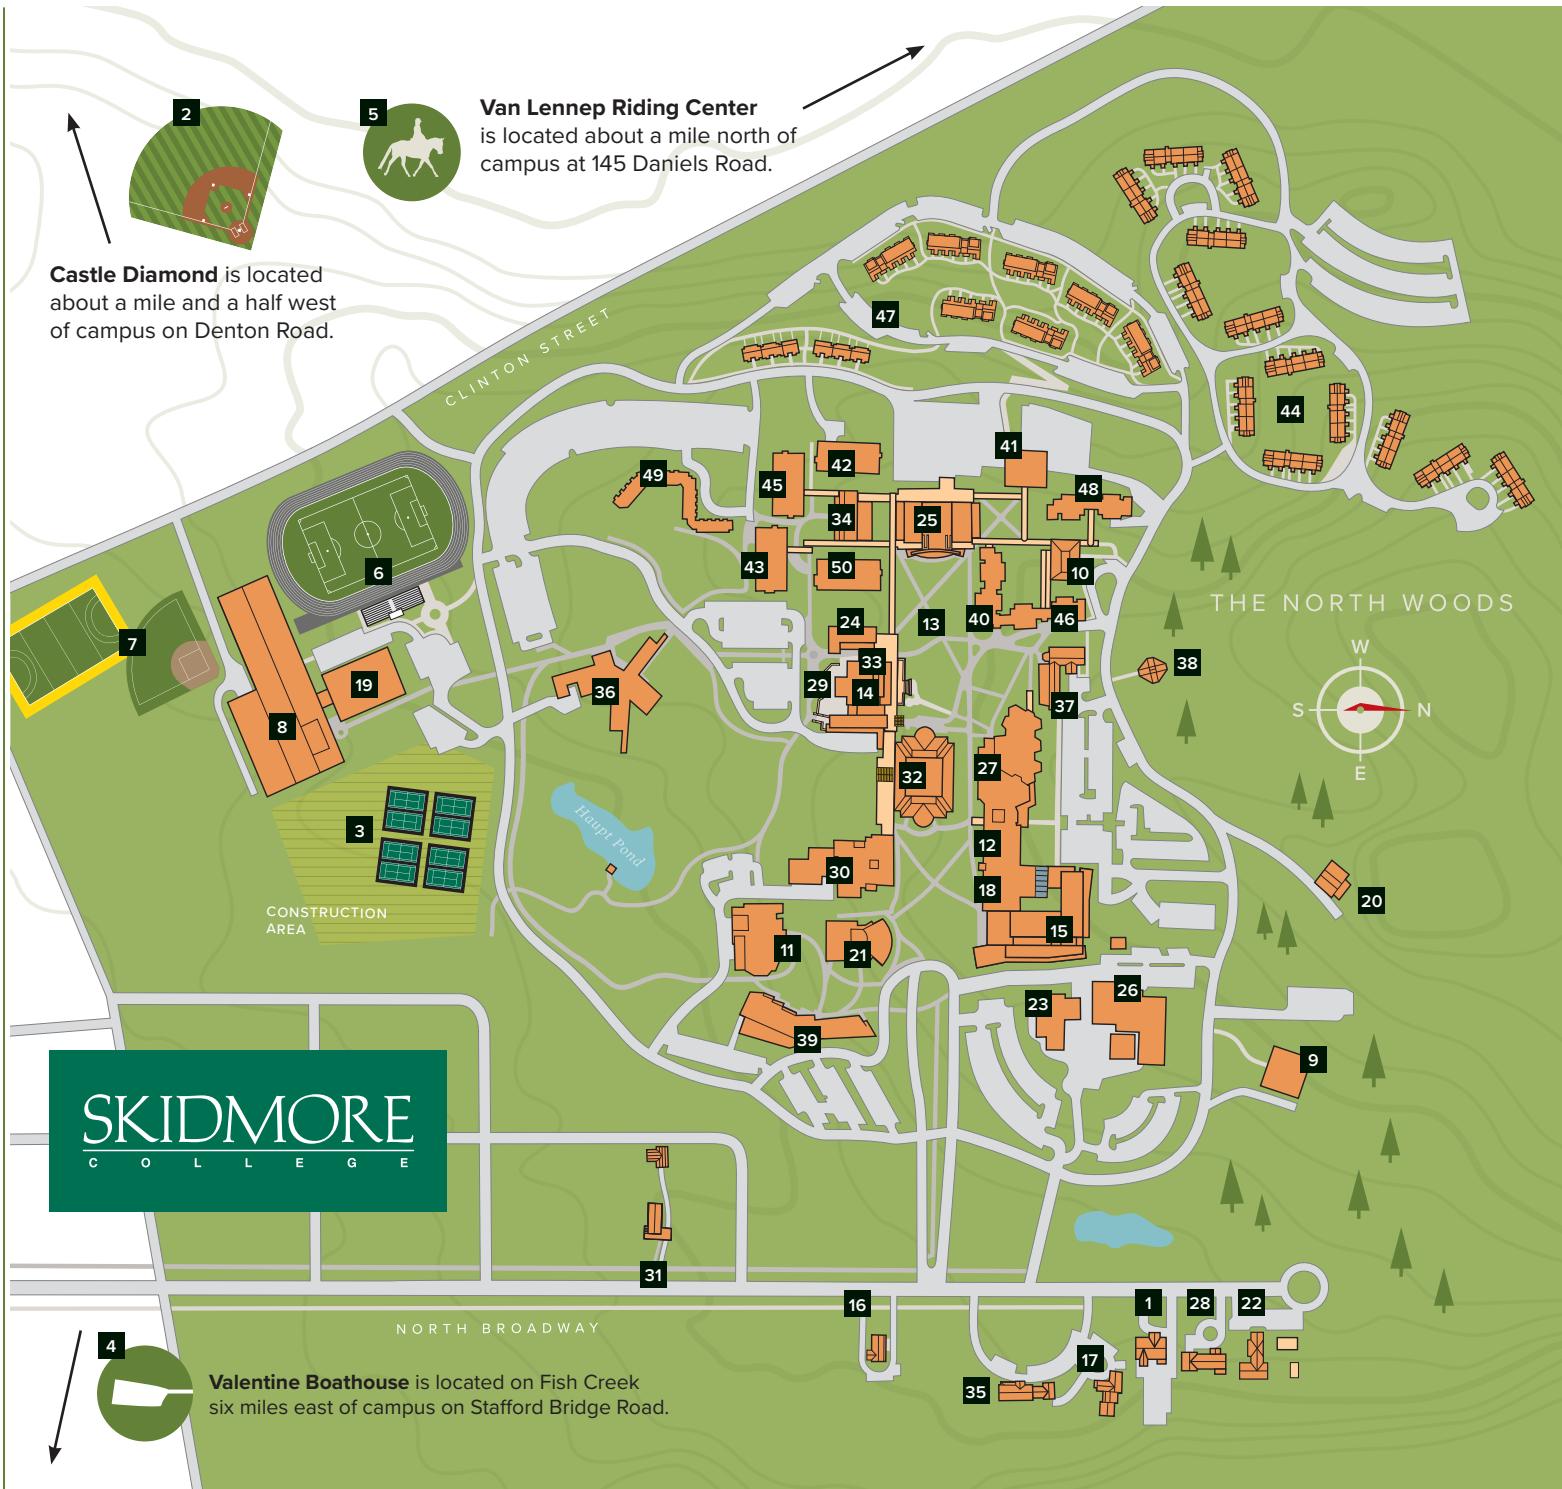 2
5
Van Lennep Riding Center
is located about a mile north of
campus at 145 Daniels Road.
Castle Diamond is located
about a mile and a half west
of campus on Denton Road.
CLINTON STREET
47
44
41
42
49
45
48
34
25
6
43
50
10
THE NORTH WOODS
7
24
13
40
46
W
33
38
19
29
14
36
37
S
N
8
27
32
E
3
Haupt Pond
12
30
18
20
CONSTRUCTION
AREA
15
11
21
26
23
39
9
SKIDMORE
COLLEGE
31
16
1
28
22
NORTH BROADWAY
4
17
Valentine Boathouse is located on Fish Creek
six miles east of campus on Stafford Bridge Road.
35